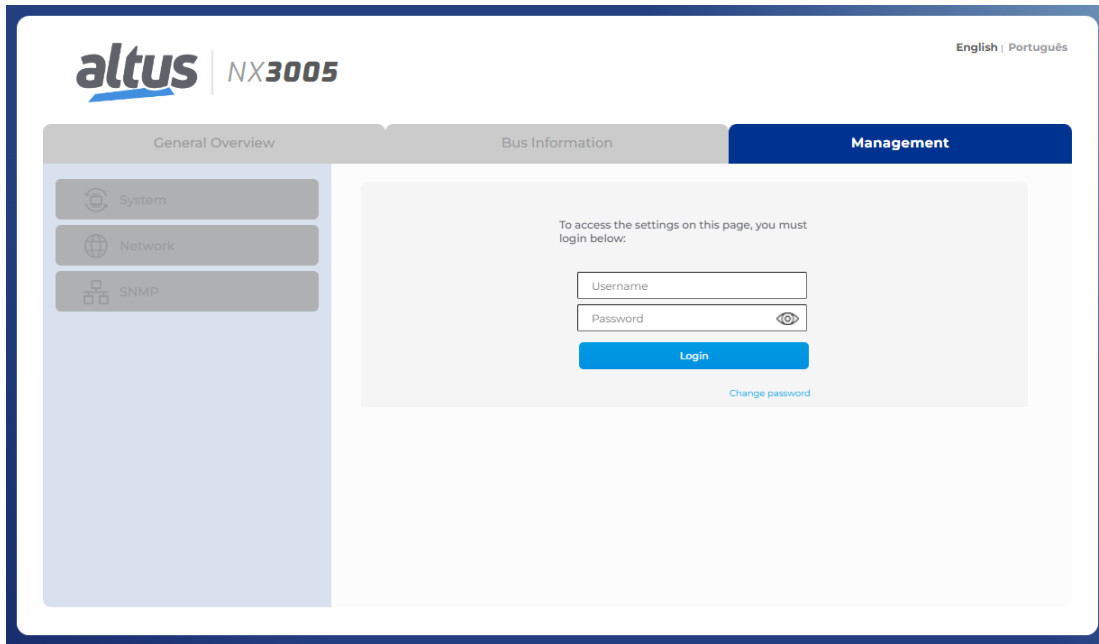 English | Português
altus | NX3005
General Overview
Bus Information
Management
System
Network
SNMP
To access the settings on this page, you must
login below:
Username
Password
Login
Change password